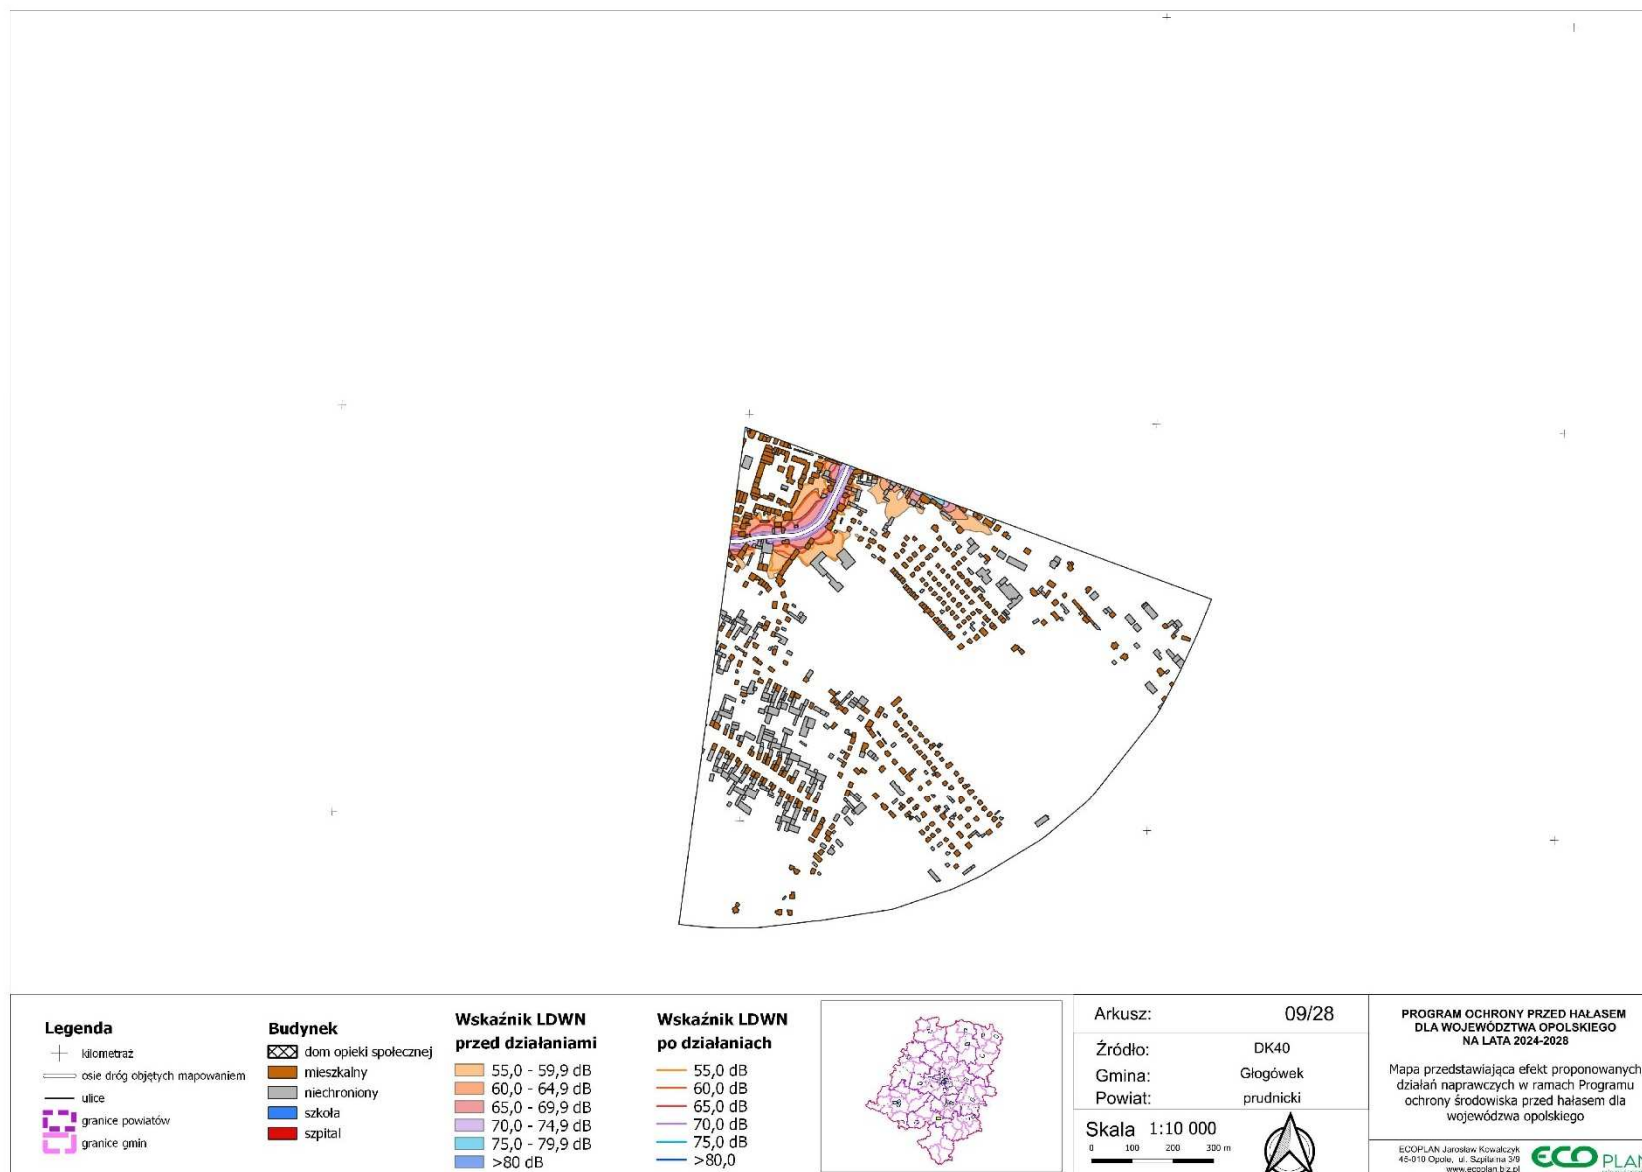 Legenda
kilometraż
osie dróg objętych mapowaniem
ulice
granice powiatów
granice gmin
Budynek
dom opieki społecznej
mieszkalny
niechroniony
szkoła
szpital
Wskaźnik LDWN
przed działaniami
55,0 - 59,9 dB
60,0 - 64,9 dB
65,0 - 69,9 dB
70,0 - 74,9 dB
75,0 - 79,9 dB
>80 dB
Wskaźnik LDWN
po działaniach
55,0 dB
60,0 dB
65,0 dB
70,0 dB
75,0 dB
>80,0
Arkusz: 09/28
Źródło: DK40
Gmina: Głogówek
Powiat: prudnicki
Skala 1:10 000
0 100 200 300 m
PROGRAM OCHRONY PRZED HAŁASEM
DLA WOJEWÓDZTWA OPOLSKIEGO
NA LATA 2024-2028
Mapa przedstawiająca efekt proponowanych
działań naprawczych w ramach Programu
ochrony środowiska przed hałasem dla
województwa opolskiego
ECOPLAN Jarosław Kowalczyk
45-010 Opole, ul. Szpitalna 3/9
www.ecoplan.biz.pl
ECO PLAN